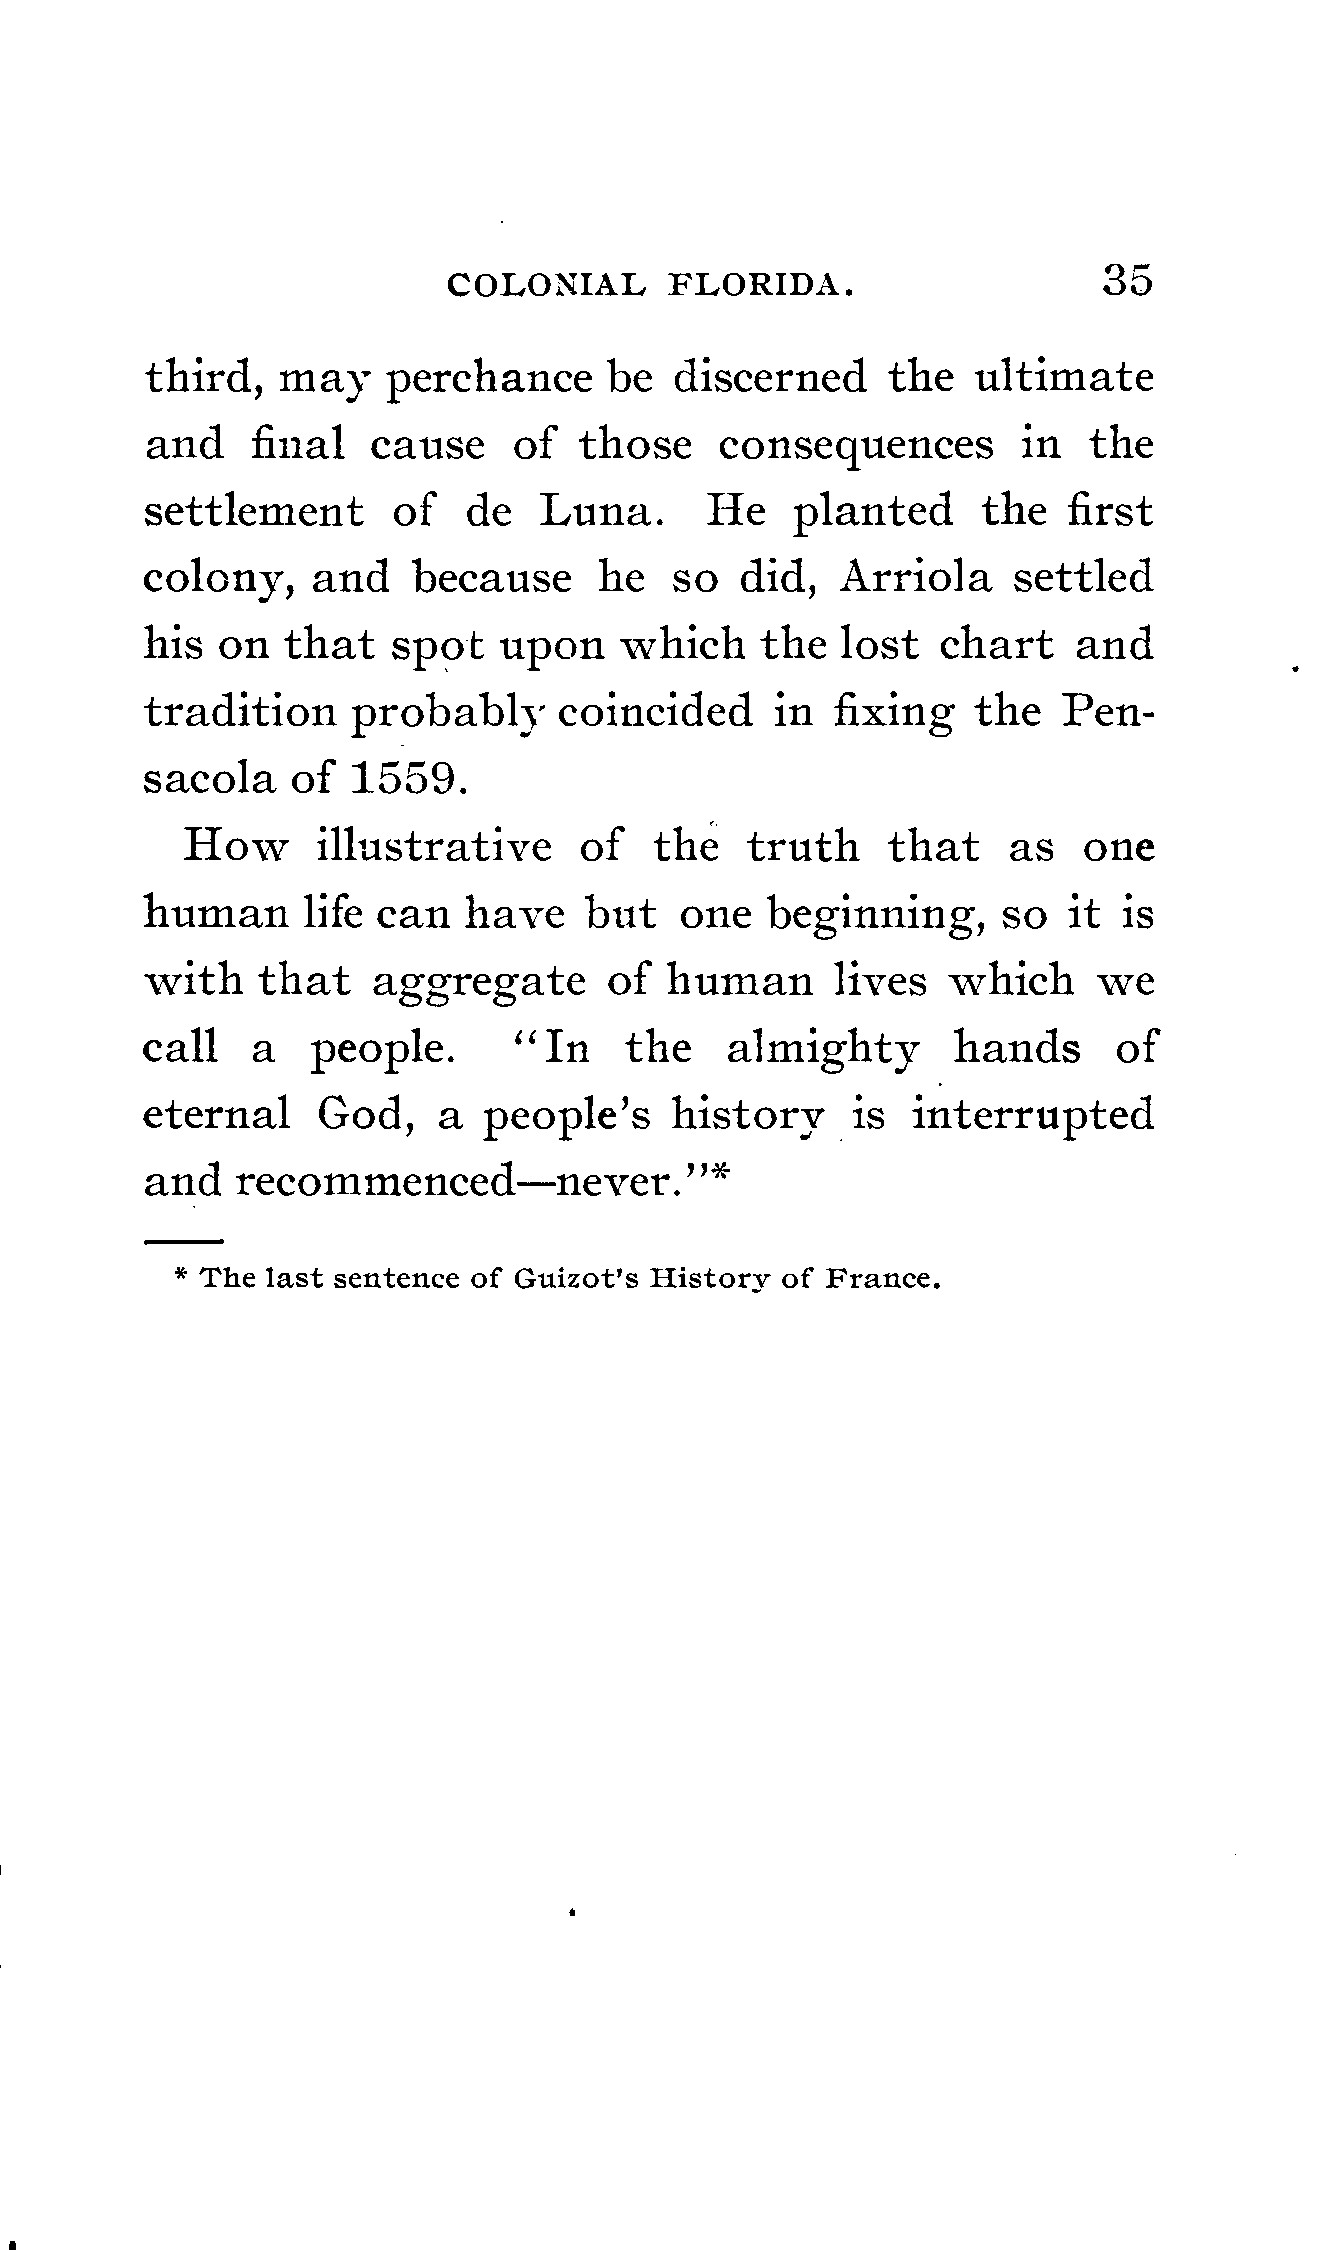 COLONIAL FLORIDA. 35
third, may perchance be discerned the ultimate
and final cause of those consequences in the
settlement of de Luna. He planted the first
colony, and because he so did, Arriola settled
his on that spot upon which the lost chart and
tradition probably coincided in fixing the Pen-
sacola of 1559.
How illustrative of the truth that as one
human life can have but one beginning, so it is
with that aggregate of human lives which we
call a people. "In the almighty hands of
eternal God, a people's history is interrupted
and recommenced—never."*
* The last sentence of Guizot's History of France.